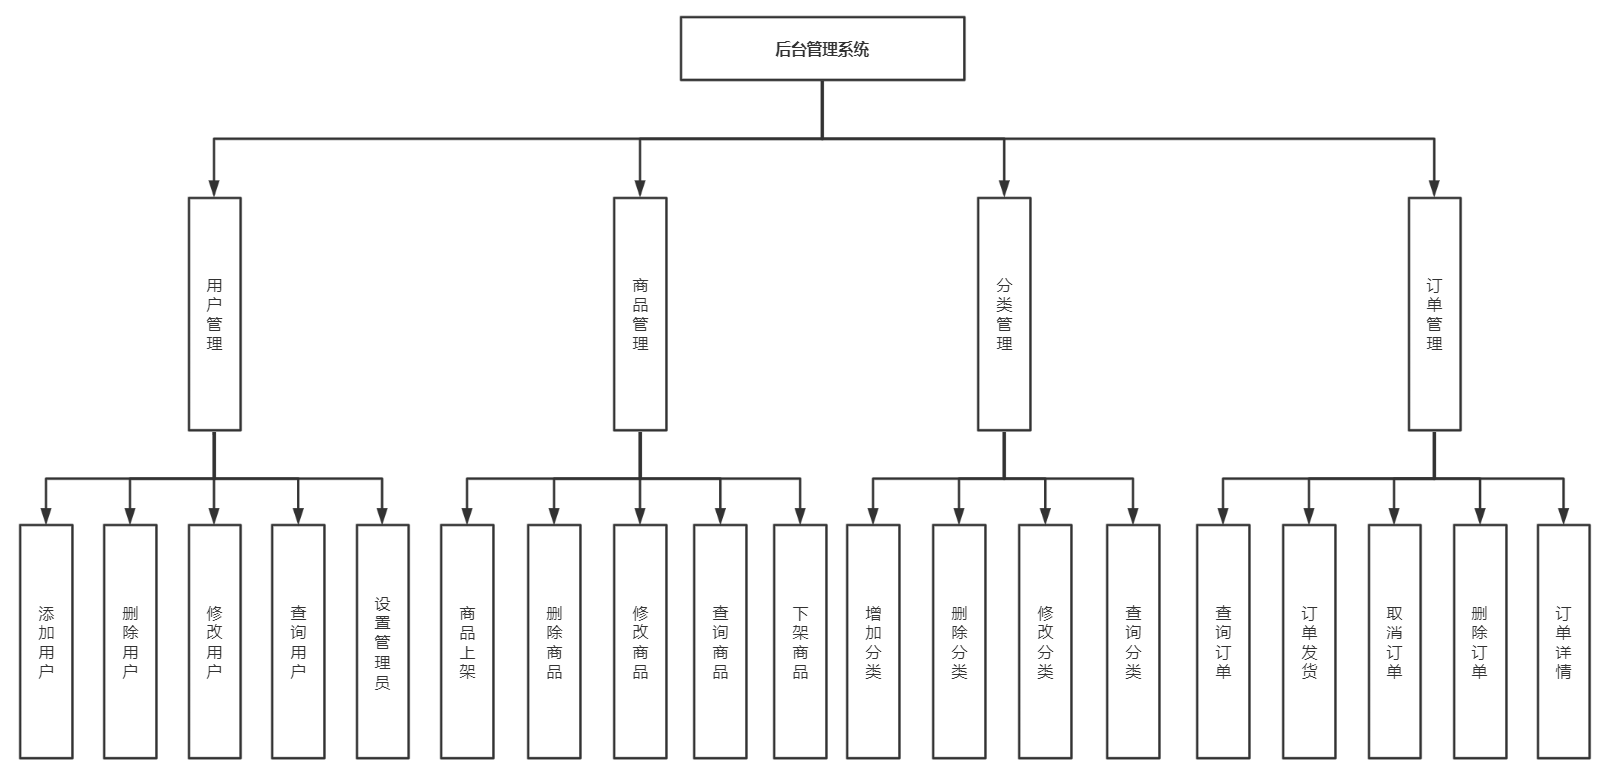 后台管理系统
用户管理
商品管理
分类管理
订单管理
添加用户
删除用户
修改用户
查询用户
设置管理员
商品上架
删除商品
修改商品
查询商品
下架商品
增加分类
删除分类
修改分类
查询分类
查询订单
订单发货
取消订单
删除订单
订单详情